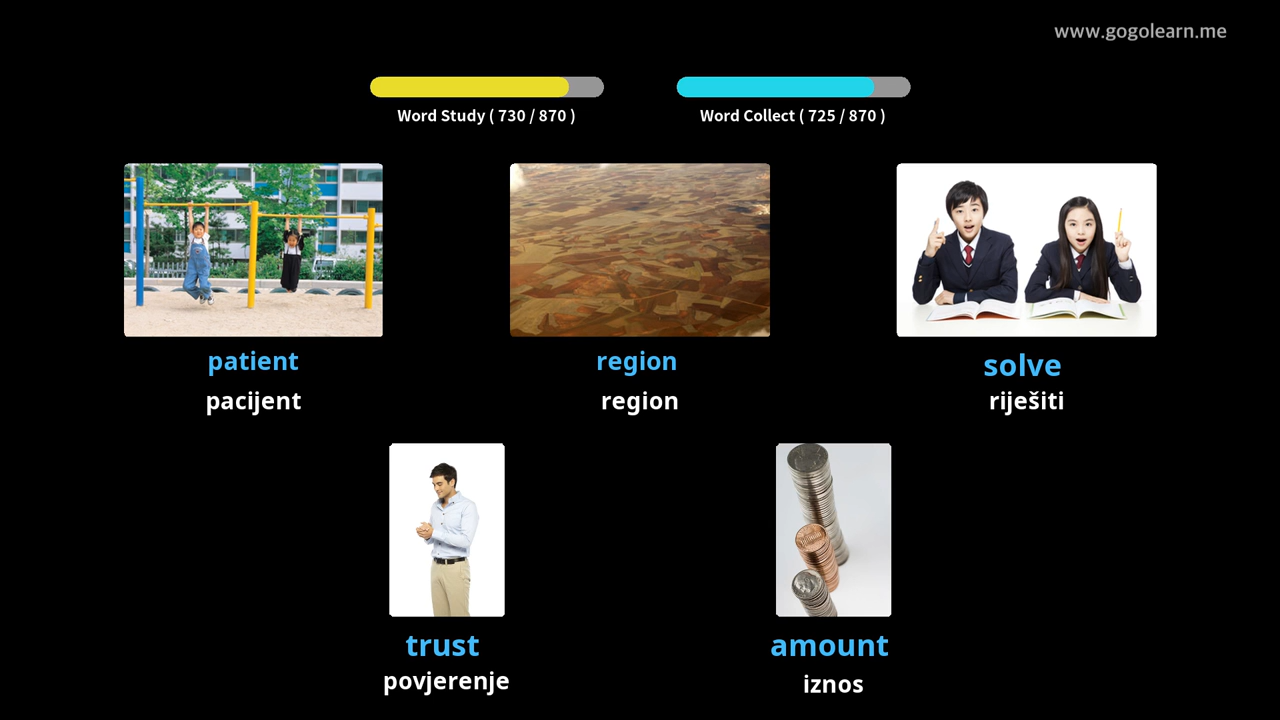 www.gogolearn.me
Word Study ( 730 / 870 )
Word Collect ( 725 / 870 )
patient
pacijent
region
region
solve
riješiti
trust
povjerenje
amount
iznos